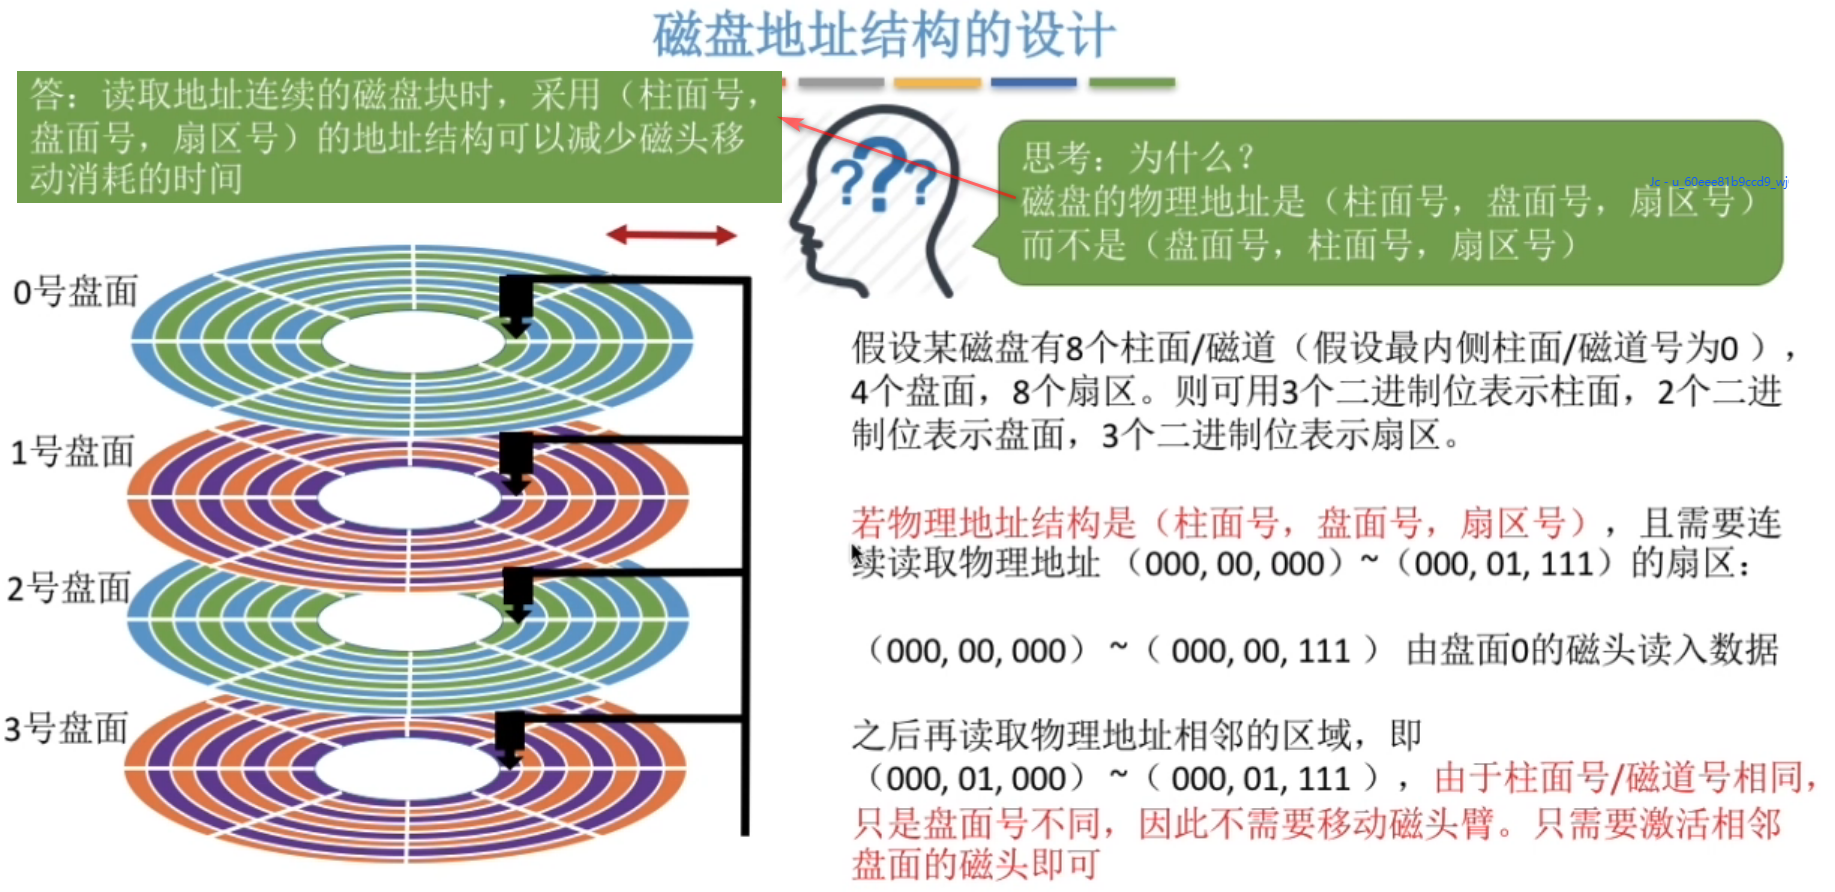 磁盘地址结构的设计
答：读取地址连续的磁盘块时，采用（柱面号，
盘面号，扇区号）的地址结构可以减少磁头移
动消耗的时间
???
思考：为什么？
磁盘的物理地址是（柱面号，盘面号，扇区号）
而不是（盘面号，柱面号，扇区号）
Jc - u_60eee81b9ccd9_wj
0号盘面
1号盘面
2号盘面
3号盘面
假设某磁盘有8个柱面/磁道（假设最内侧柱面/磁道号为0 ），
4个盘面，8个扇区。则可用3个二进制位表示柱面，2个二进
制位表示盘面，3个二进制位表示扇区。
若物理地址结构是（柱面号，盘面号，扇区号），且需要连
续读取物理地址 （000, 00, 000）~（000, 01, 111）的扇区：
（000, 00, 000） ~（ 000, 00, 111 ） 由盘面0的磁头读入数据
之后再读取物理地址相邻的区域，即
（000, 01, 000） ~（ 000, 01, 111 ），由于柱面号/磁道号相同，
只是盘面号不同，因此不需要移动磁头臂。只需要激活相邻
盘面的磁头即可